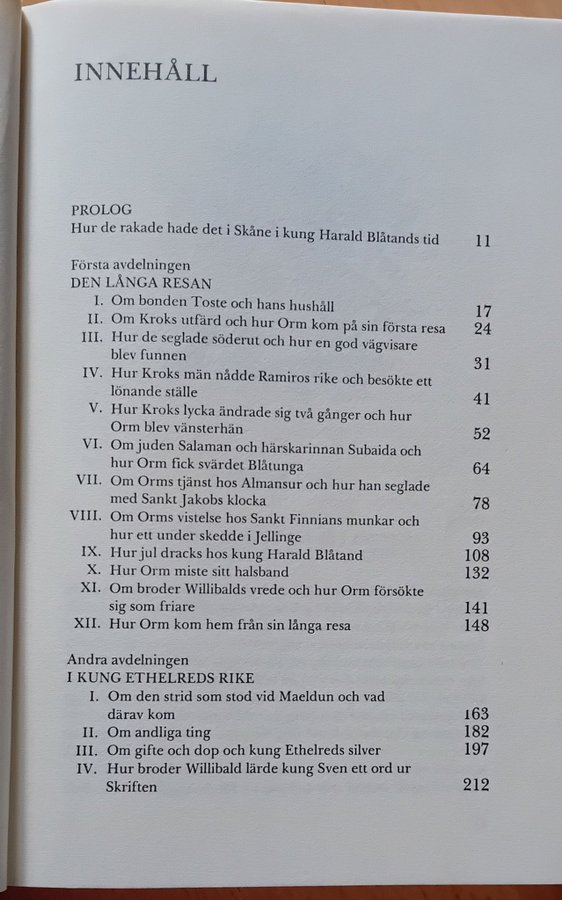 INNEHÅLL
PROLOG
Hur de rakade hade det i Skåne i kung Harald Blåtands tid 11
Första avdelningen
DEN LÅNGA RESAN
I. Om bonden Toste och hans hushåll 17
II. Om Kroks utfärd och hur Orm kom på sin första resa 24
III. Hur de seglade söderut och hur en god vägvisare
blev funnen 31
IV. Hur Kroks män nådde Ramiros rike och besökte ett
lönande ställe 41
V. Hur Kroks lycka ändrade sig två gånger och hur
Orm blev vänsterhän 52
VI. Om juden Salaman och härskarinnan Subaida och
hur Orm fick svärdet Blåtunga 64
VII. Om Orms tjänst hos Almansur och hur han seglade
med Sankt Jakobs klocka 78
VIII. Om Orms vistelse hos Sankt Finnians munkar och
hur ett under skedde i Jellinge 93
IX. Hur jul dracks hos kung Harald Blåtand 108
X. Hur Orm miste sitt halsband 132
XI. Om broder Willibalds vrede och hur Orm försökte
sig som friare 141
XII. Hur Orm kom hem från sin långa resa 148
Andra avdelningen
I KUNG ETHELREDS RIKE
I. Om den strid som stod vid Maeldun och vad
därav kom 163
II. Om andliga ting 182
III. Om gifte och dop och kung Ethelreds silver 197
IV. Hur broder Willibald lärde kung Sven ett ord ur
Skriften 212